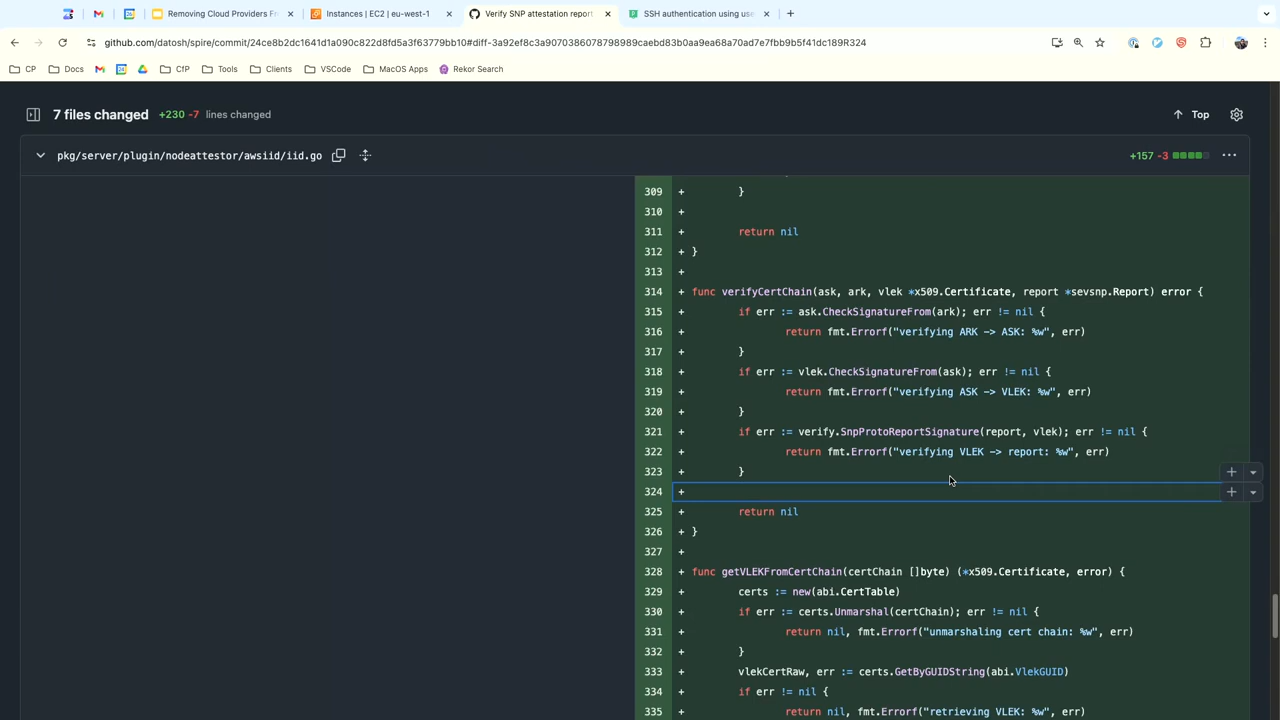 Removing Cloud Providers F
Instances | EC2 | eu-west-1
Verify SNP attestation report
SSH authentication using use
github.com/datosh/spire/commit/24ce8b2dc1641d1a090c822d8fd5a3f63779bb10#diff-3a92ef8c3a9070386078798989caebd83b0aa9ea68a70ad7e7fbb9b5f41dc189R324
CP
Docs
CfP
Tools
Clients
VSCode
MacOS Apps
Rekor Search
7 files changed +230 -7 lines changed
Top
pkg/server/plugin/nodeattestor/awsiid/iid.go
+157 -3
309 + }
310 +
311 + return nil
312 + }
313 +
314 + func verifyCertChain(ask, ark, vlek *x509.Certificate, report *sevsnp.Report) error {
315 + if err := ask.CheckSignatureFrom(ark); err != nil {
316 + return fmt.Errorf("verifying ARK -> ASK: %w", err)
317 + }
318 + if err := vlek.CheckSignatureFrom(ask); err != nil {
319 + return fmt.Errorf("verifying ASK -> VLEK: %w", err)
320 + }
321 + if err := verify.SnpProtoReportSignature(report, vlek); err != nil {
322 + return fmt.Errorf("verifying VLEK -> report: %w", err)
323 + }
324 +
325 + return nil
326 + }
327 +
328 + func getVLEKFromCertChain(certChain []byte) (*x509.Certificate, error) {
329 + certs := new(abi.CertTable)
330 + if err := certs.Unmarshal(certChain); err != nil {
331 + return nil, fmt.Errorf("unmarshaling cert chain: %w", err)
332 + }
333 + vlekCertRaw, err := certs.GetByGUIDString(abi.VlekGUID)
334 + if err != nil {
335 + return nil, fmt.Errorf("retrieving VLEK: %w", err)